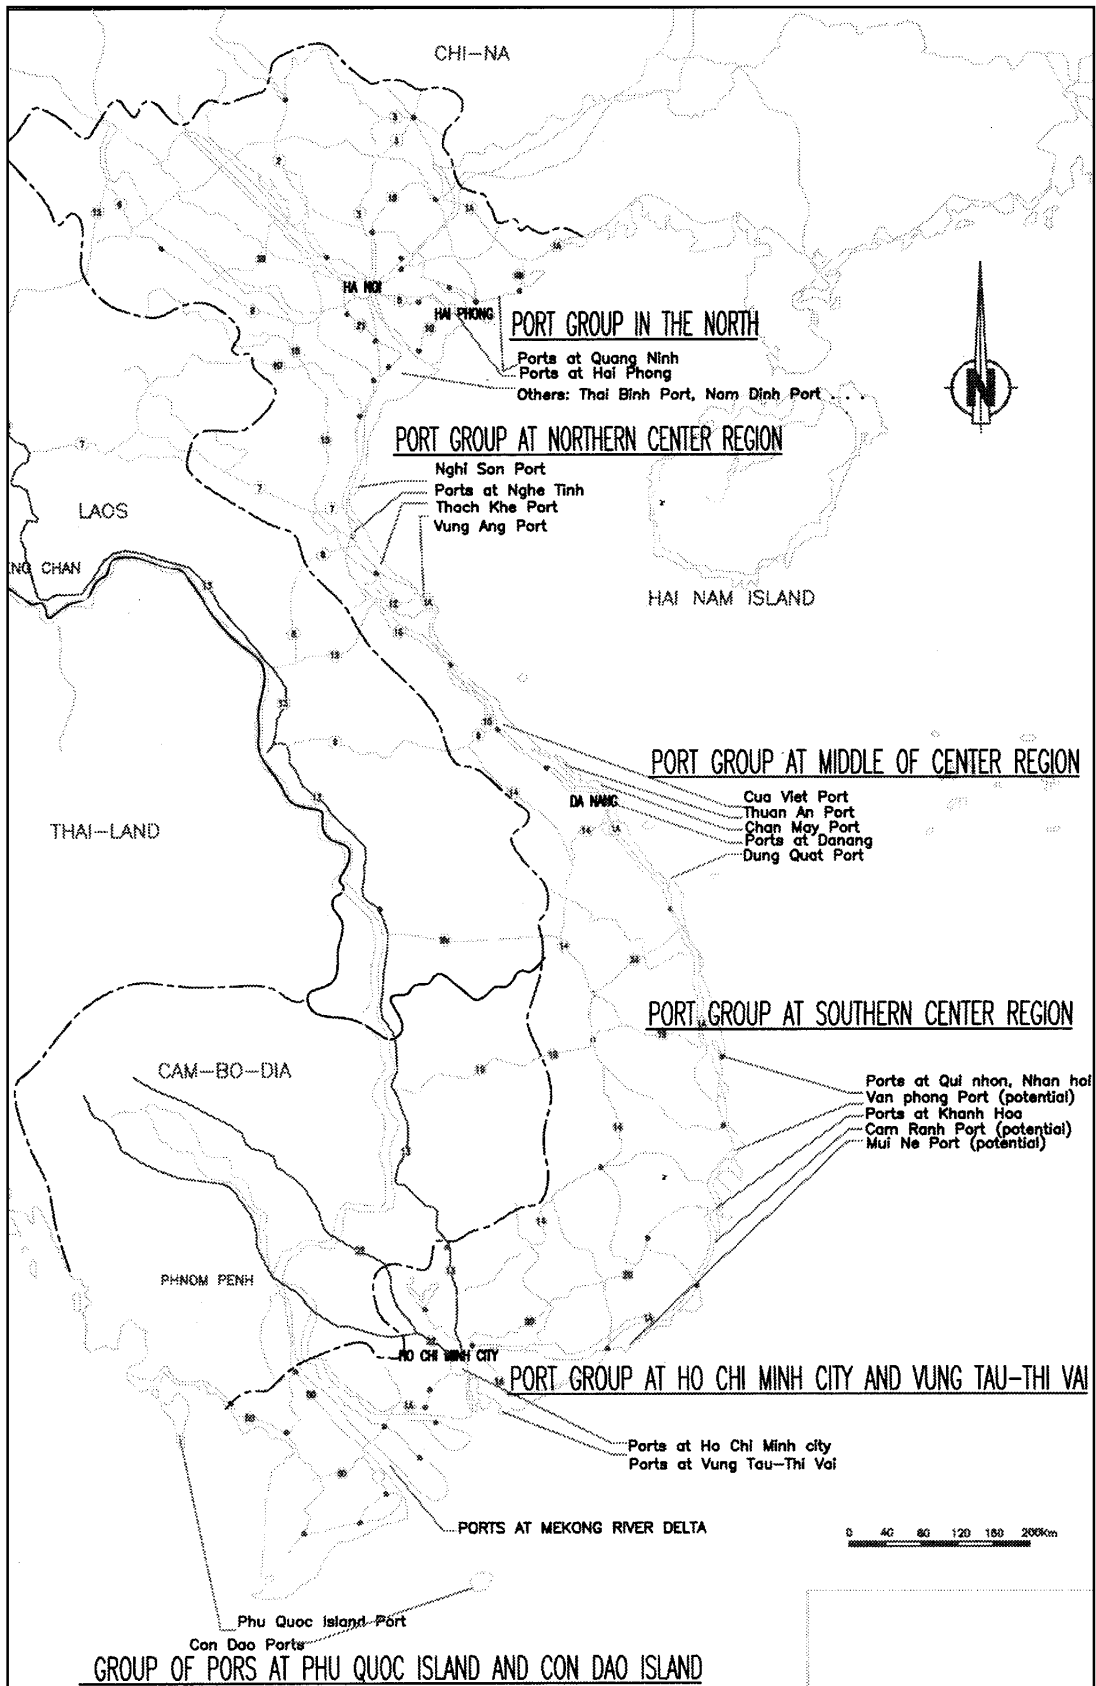 CHI-NA
HA NOI
HAI PHONG
PORT GROUP IN THE NORTH
Ports at Quang Ninh
Ports at Hai Phong
Others: Thai Binh Port, Nam Dinh Port . . .
N
PORT GROUP AT NORTHERN CENTER REGION
Nghi Son Port
Ports at Nghe Tinh
Thach Khe Port
Vung Ang Port
LAOS
NG CHAN
HAI NAM ISLAND
PORT GROUP AT MIDDLE OF CENTER REGION
Cua Viet Port
Thuan An Port
Chan May Port
Ports at Danang
Dung Quat Port
DA NANG
THAI-LAND
PORT GROUP AT SOUTHERN CENTER REGION
Ports at Qui nhon, Nhan hoi
Van phong Port (potential)
Ports at Khanh Hoa
Cam Ranh Port (potential)
Mui Ne Port (potential)
CAM-BO-DIA
PHNOM PENH
HO CHI MINH CITY
PORT GROUP AT HO CHI MINH CITY AND VUNG TAU-THI VAI
Ports at Ho Chi Minh city
Ports at Vung Tau-Thi Vai
PORTS AT MEKONG RIVER DELTA
0 40 80 120 160 200Km
Phu Quoc Island Port
Con Dao Ports
GROUP OF PORS AT PHU QUOC ISLAND AND CON DAO ISLAND